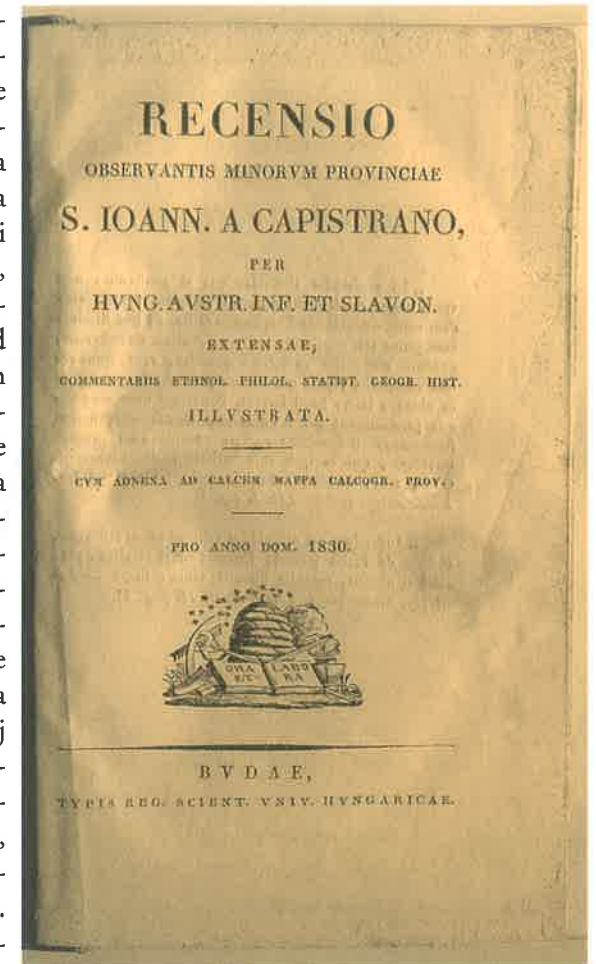 RECENSIO
OBSERVANTIS MINORVM PROVINCIAE
S. IOANN. A CAPISTRANO,
PER
HVNG. AVSTR. INF. ET SLAVON.
EXTENSAE;
COMMENTARIIS ETHNOL. PHILOL. STATIST. GEOGR. HIST.
ILLVSTRATA.
CVM ADNEXA AD CALCEM MAPPA CALCOGR. PROV.
PRO ANNO DOM. 1830.
ORA ET LABO
RA
BVDAE,
TYPIS REG. SCIENT. VNIV. HVNGARICAE.